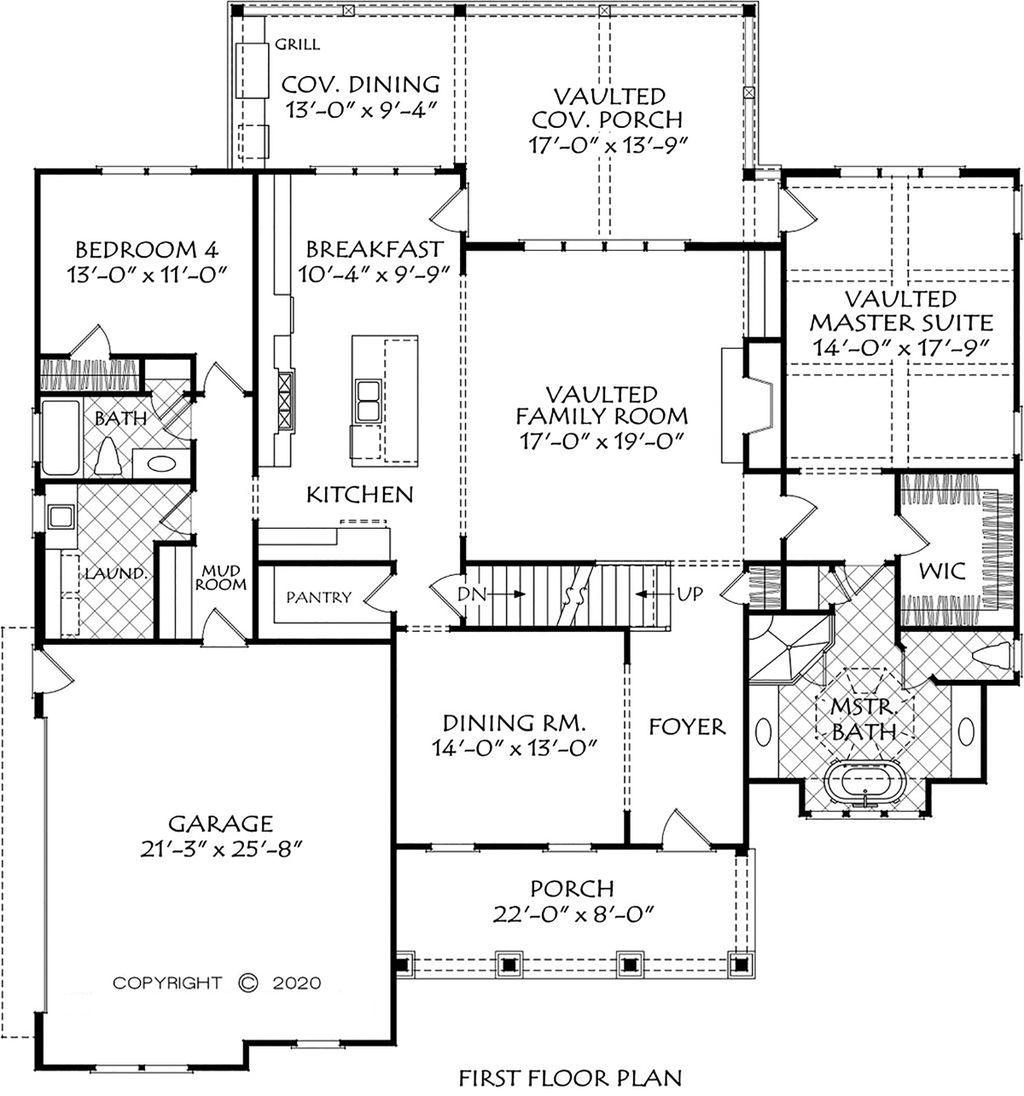 GRILL
COV. DINING
13'-0" x 9'-4"
VAULTED
COV. PORCH
17'-0" x 13'-9"
BEDROOM 4
13'-0" x 11'-0"
BREAKFAST
10'-4" x 9'-9"
VAULTED
MASTER SUITE
14'-0" x 17'-9"
VAULTED
FAMILY ROOM
17'-0" x 19'-0"
BATH
KITCHEN
LAUND.
MUD
ROOM
PANTRY
DN
UP
WIC
DINING RM.
14'-0" x 13'-0"
FOYER
MSTR.
BATH
GARAGE
21'-3" x 25'-8"
PORCH
22'-0" x 8'-0"
COPYRIGHT © 2020
FIRST FLOOR PLAN